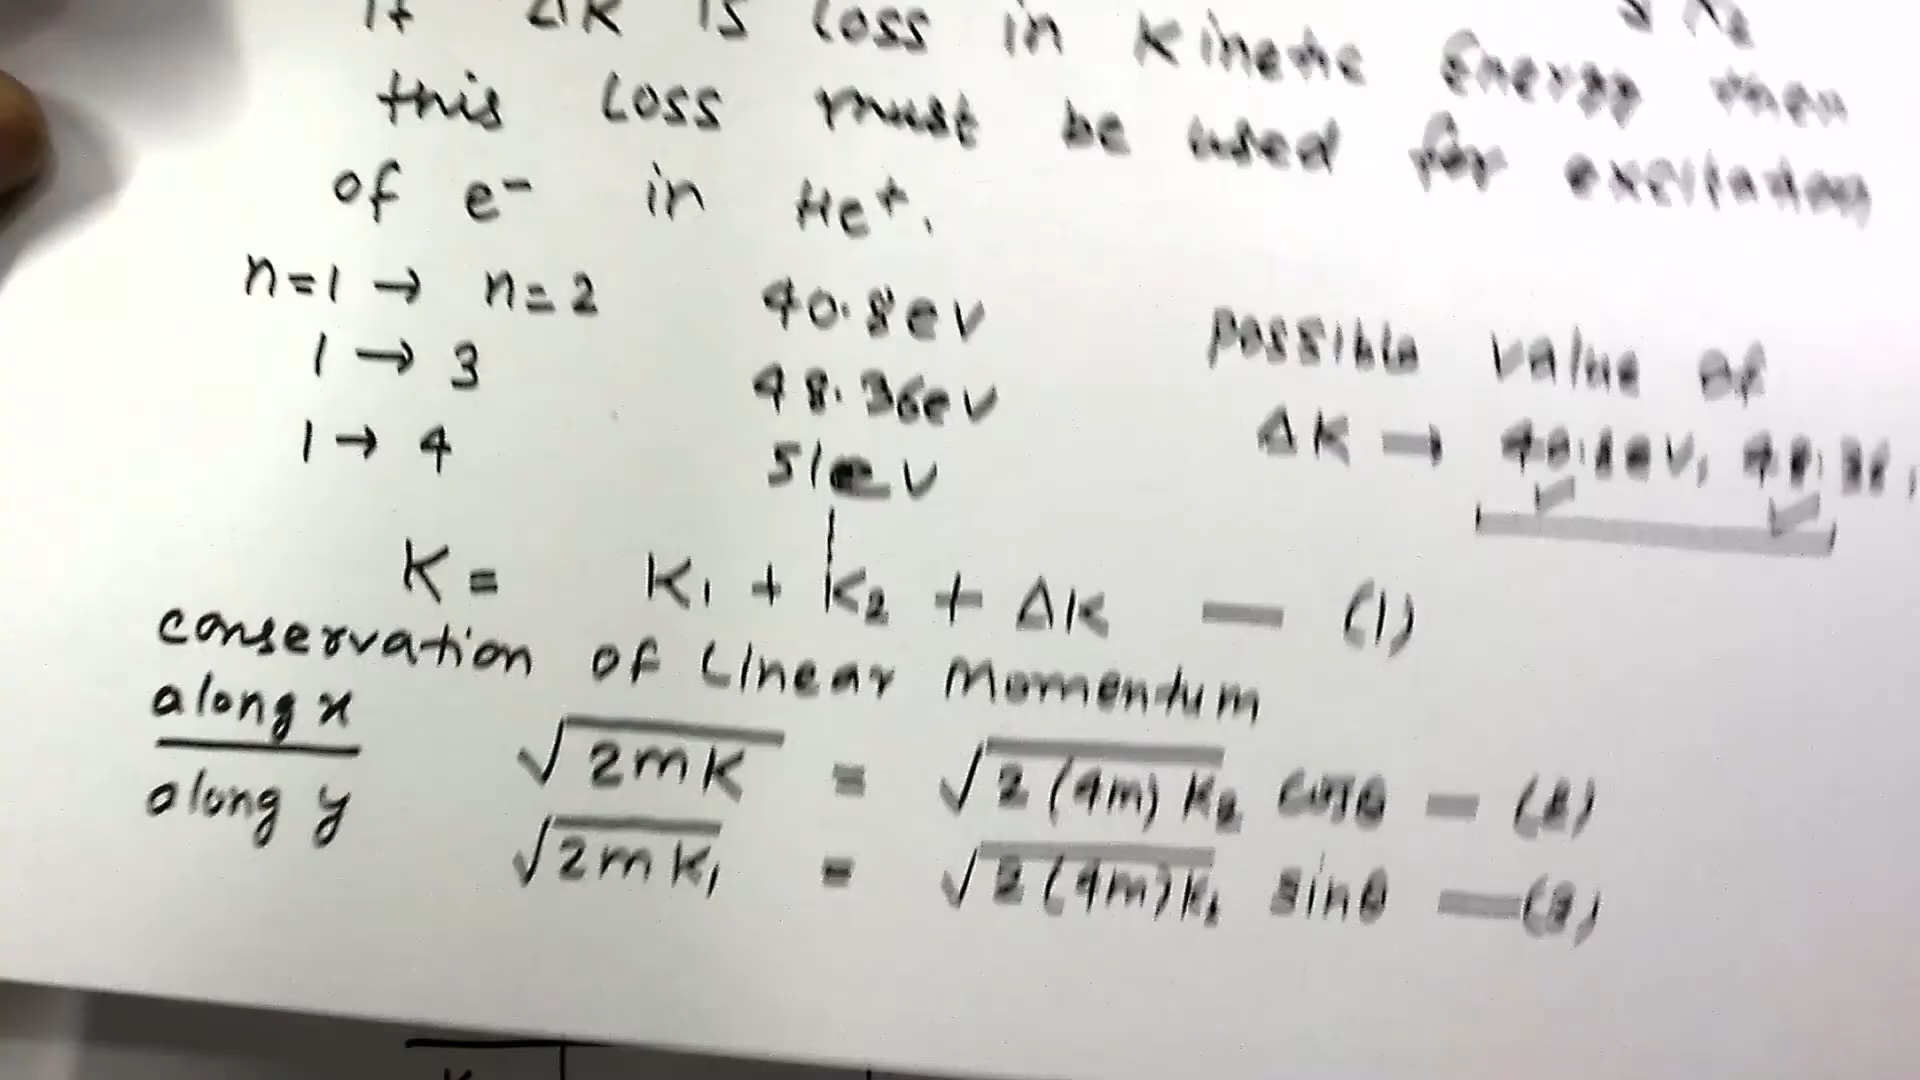 If ΔK is loss in kinetic Energy then
this Loss must be used for excitation
of e- in He+.
n=1 → n=2 40.8ev
1 → 3 48.36ev
1 → 4 51ev
possible value of
ΔK → 40.8ev, 48.36,
K = K1 + K2 + ΔK — (1)
conservation of Linear Momentum
along x √2mK = √2(4m)K2 cosθ — (2)
along y √2mK1 = √2(4m)K2 sinθ — (3)